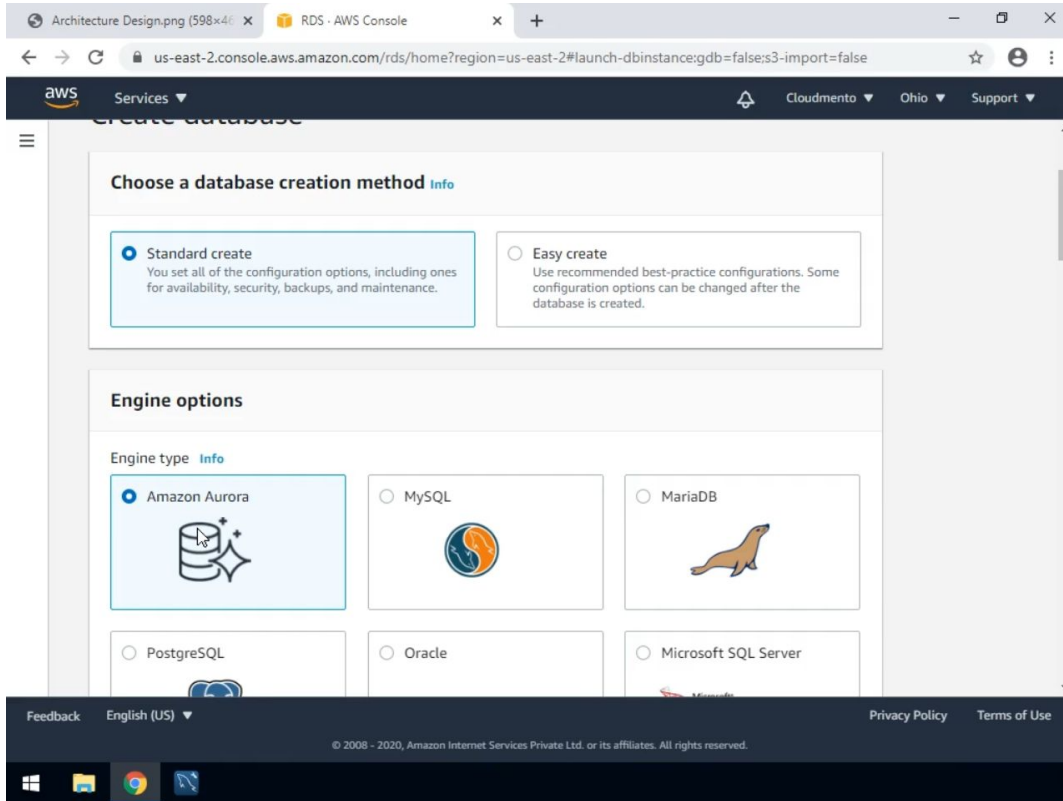 Architecture Design.png (598×46
RDS · AWS Console
us-east-2.console.aws.amazon.com/rds/home?region=us-east-2#launch-dbinstance:gdb=false;s3-import=false
aws Services ▼ Cloudmento ▼ Ohio ▼ Support ▼
Create database
Choose a database creation method Info
Standard create
You set all of the configuration options, including ones
for availability, security, backups, and maintenance.
Easy create
Use recommended best-practice configurations. Some
configuration options can be changed after the
database is created.
Engine options
Engine type Info
Amazon Aurora
MySQL
MariaDB
PostgreSQL
Oracle
Microsoft SQL Server
Microsoft
Feedback English (US) ▼ Privacy Policy Terms of Use
© 2008 - 2020, Amazon Internet Services Private Ltd. or its affiliates. All rights reserved.